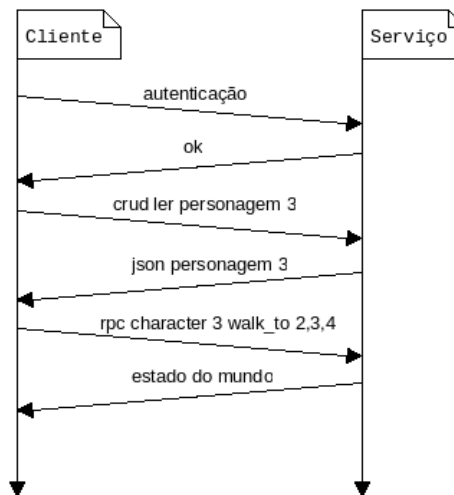 Cliente
Serviço
autenticação
ok
crud ler personagem 3
json personagem 3
rpc character 3 walk_to 2,3,4
estado do mundo